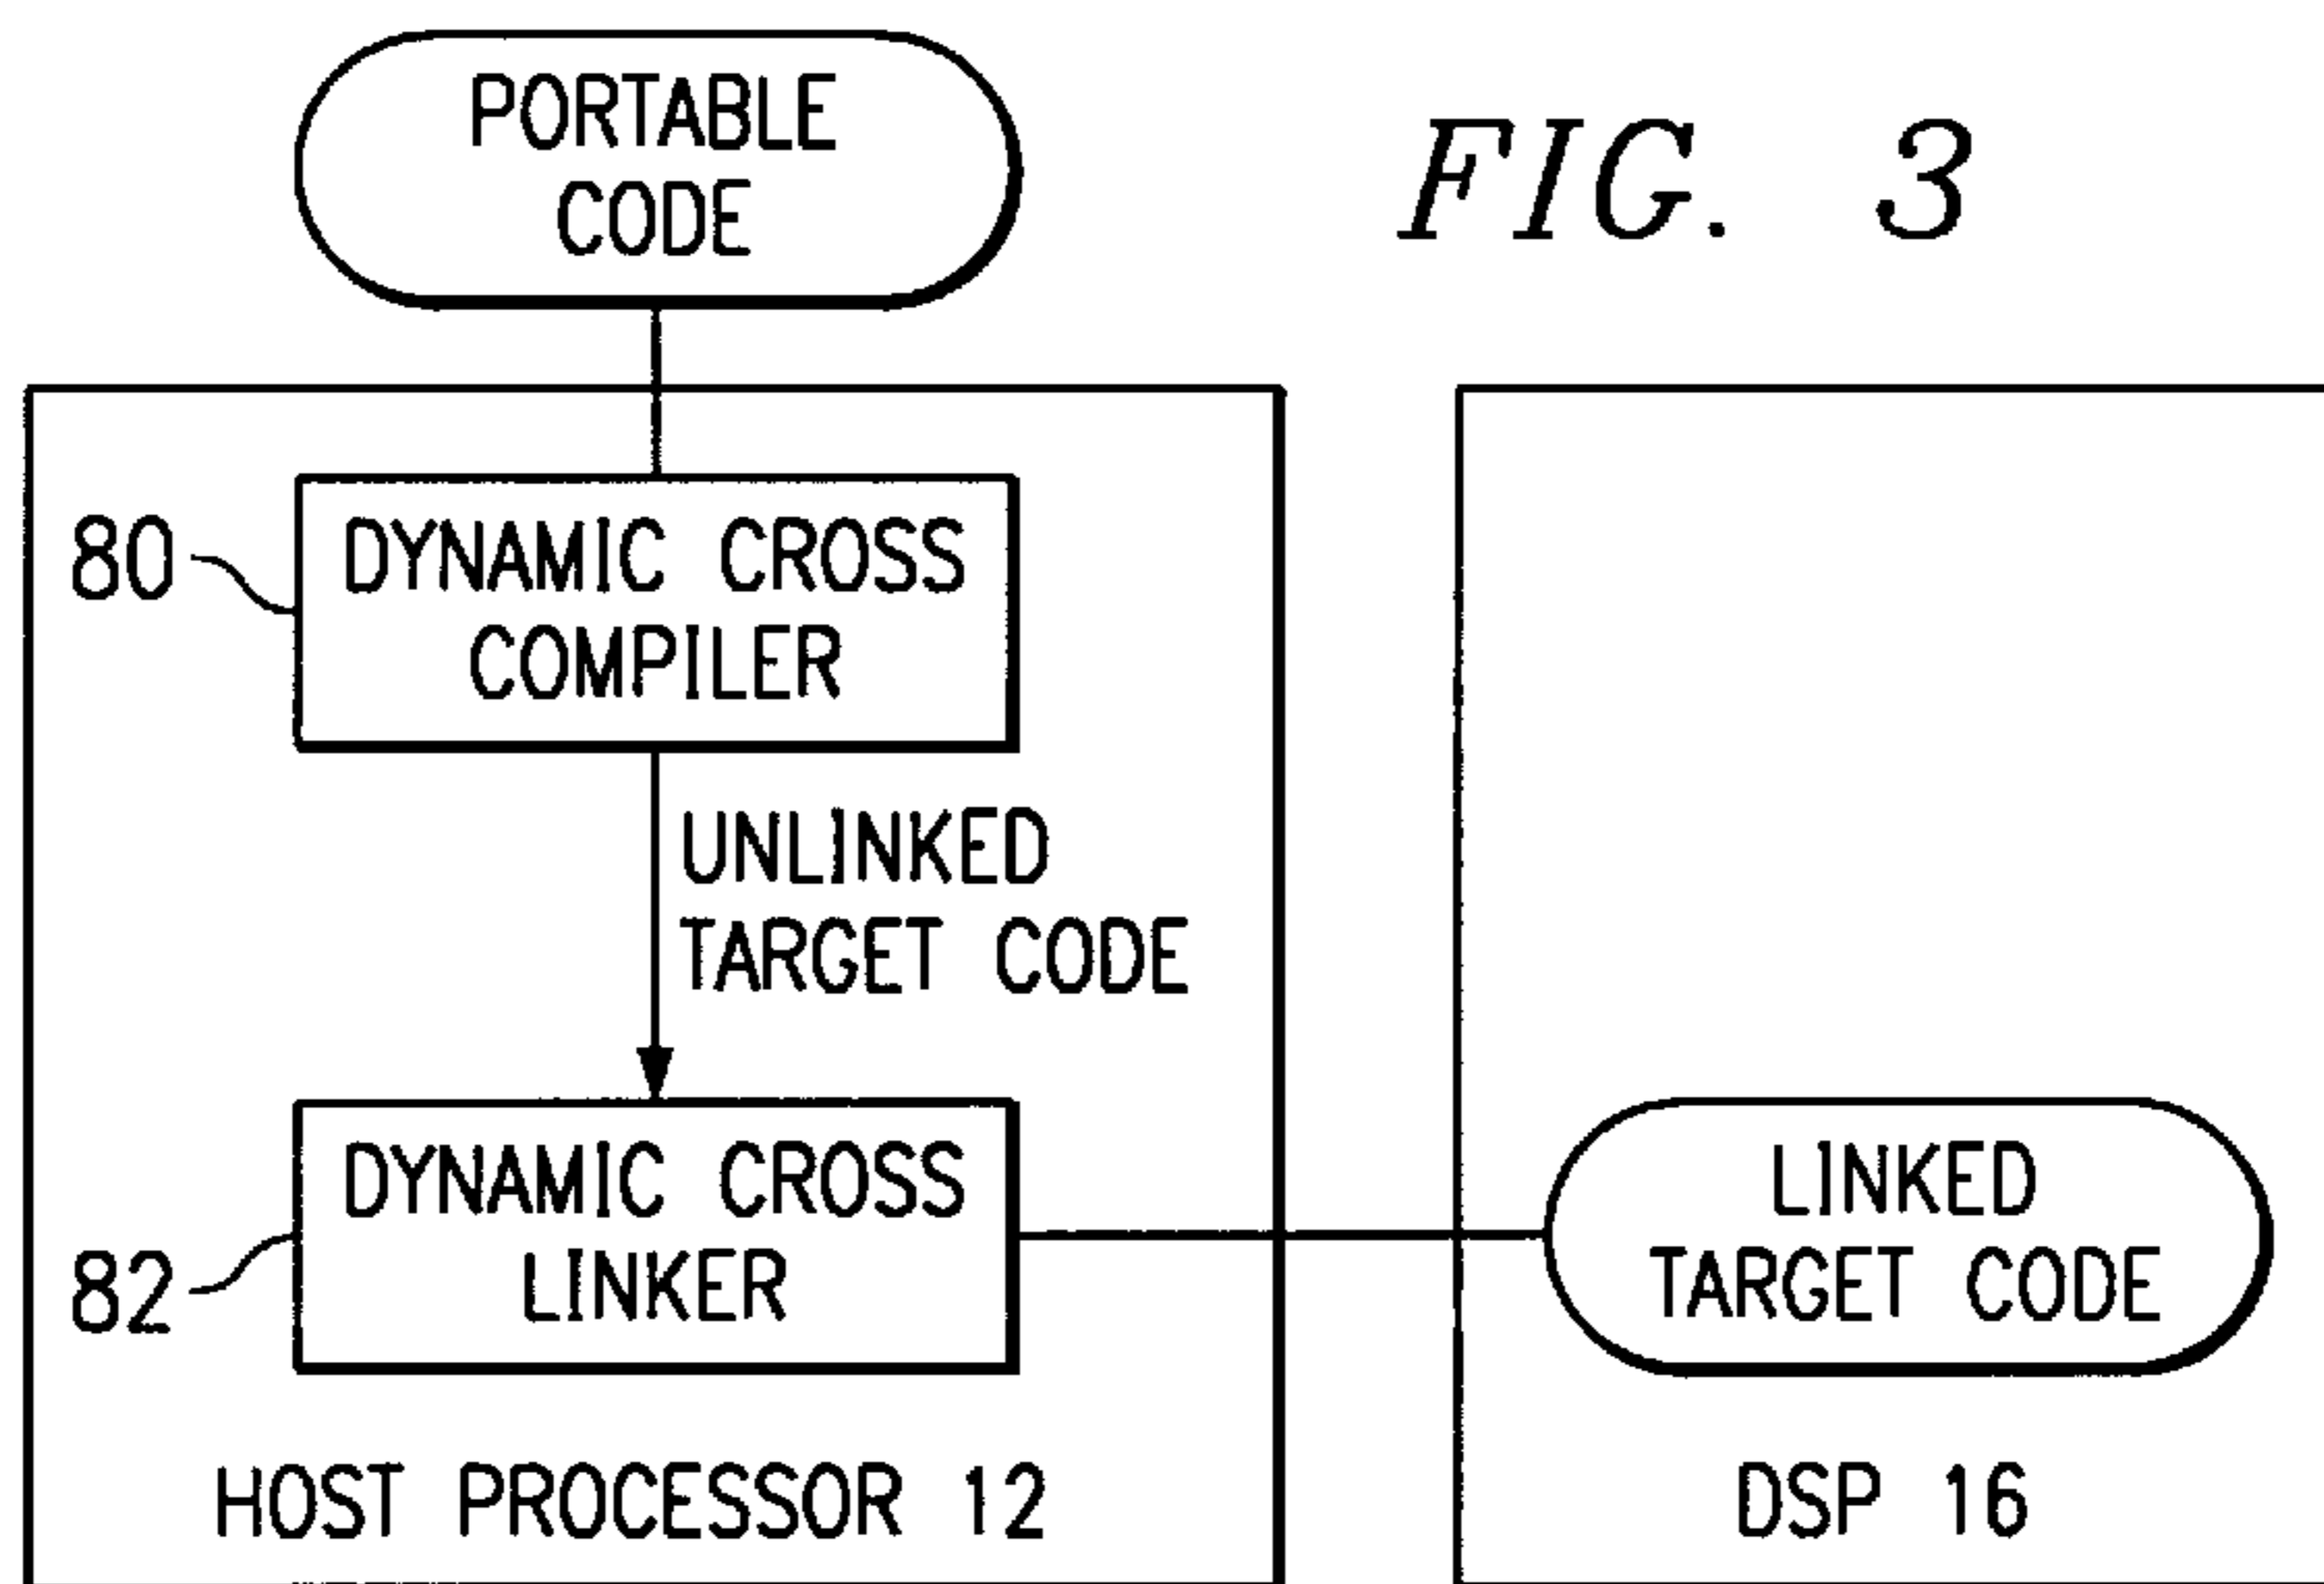 PORTABLE
CODE
FIG. 3
80
DYNAMIC CROSS
COMPILER
UNLINKED
TARGET CODE
82
DYNAMIC CROSS
LINKER
HOST PROCESSOR 12
LINKED
TARGET CODE
DSP 16